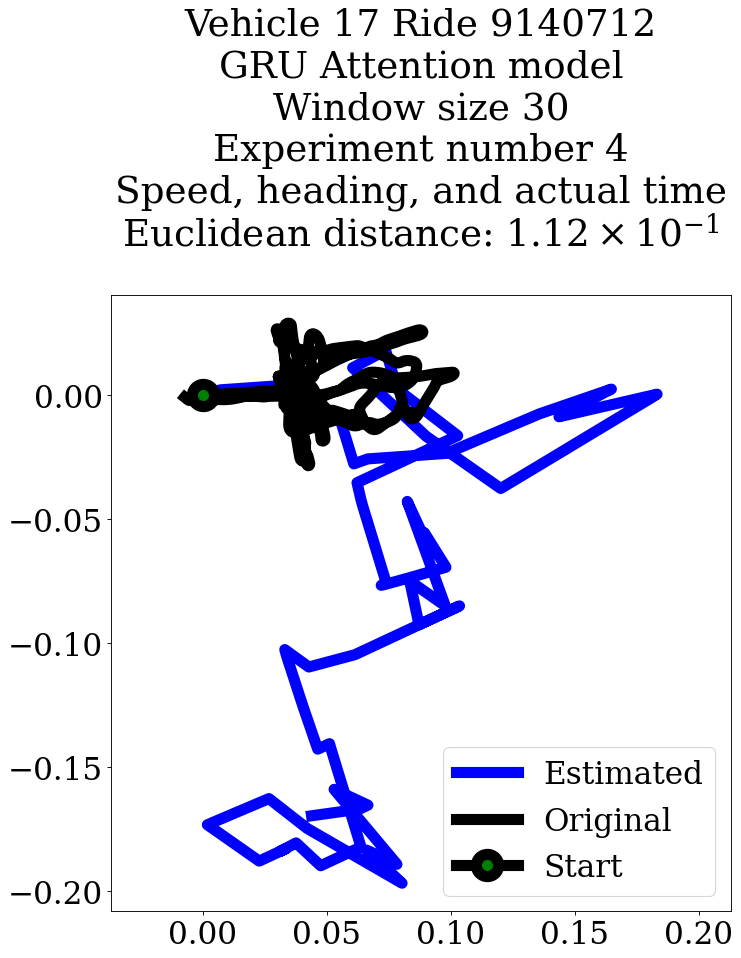 Vehicle 17 Ride 9140712
GRU Attention model
Window size 30
Experiment number 4
Speed, heading, and actual time
Euclidean distance: 1.12 × 10⁻¹
0.00
−0.05
−0.10
−0.15
−0.20
Estimated
Original
Start
0.00 0.05 0.10 0.15 0.20